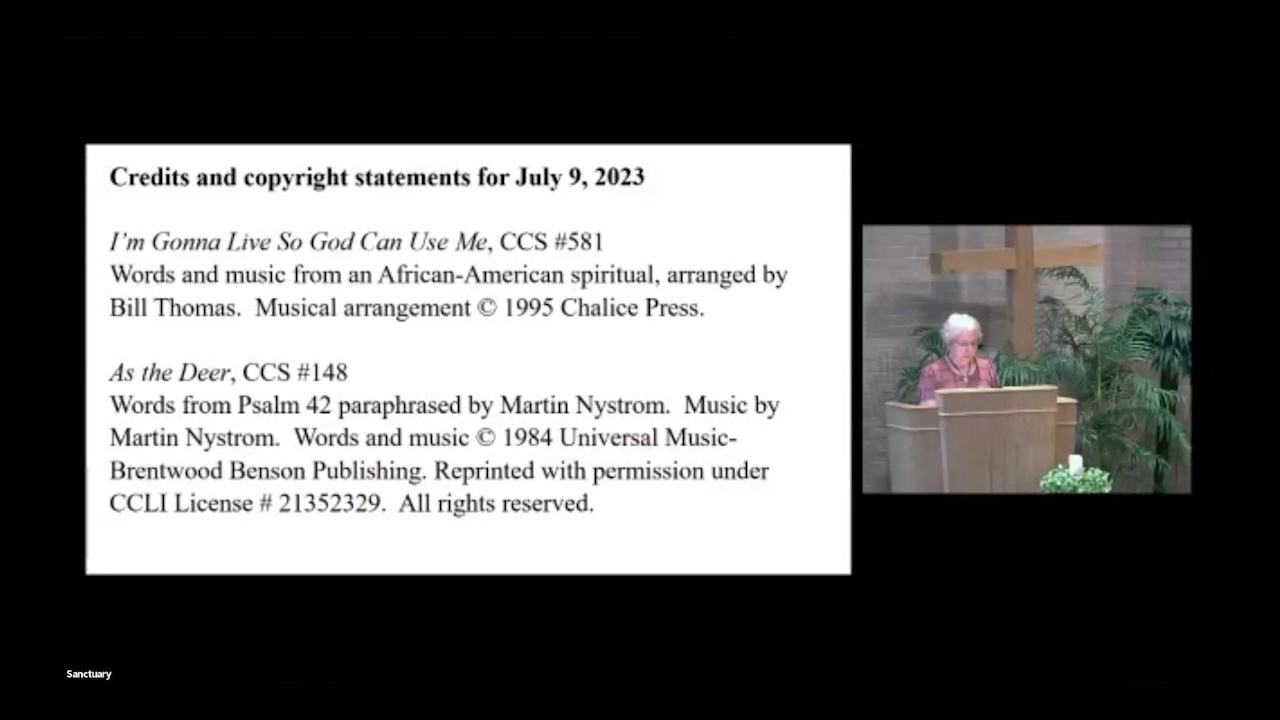 Credits and copyright statements for July 9, 2023
I’m Gonna Live So God Can Use Me, CCS #581
Words and music from an African-American spiritual, arranged by
Bill Thomas.  Musical arrangement © 1995 Chalice Press.
As the Deer, CCS #148
Words from Psalm 42 paraphrased by Martin Nystrom.  Music by
Martin Nystrom.  Words and music © 1984 Universal Music-
Brentwood Benson Publishing. Reprinted with permission under
CCLI License # 21352329.  All rights reserved.
Sanctuary